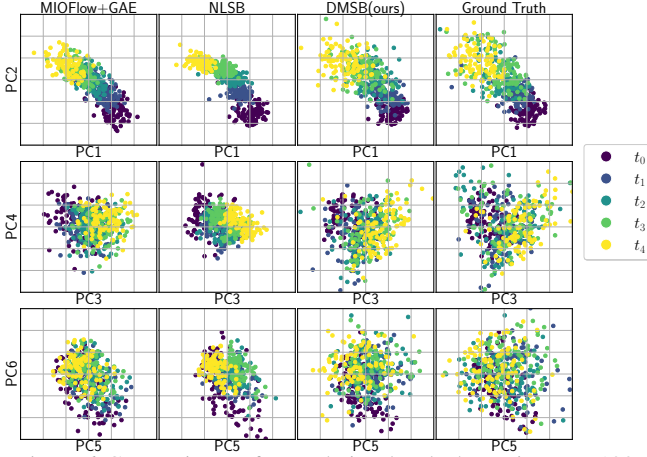 MIOFlow+GAE NLSB DMSB(ours) Ground Truth
PC2
PC1 PC1 PC1 PC1
PC4
PC3 PC3 PC3 PC3
PC6
PC5 PC5 PC5 PC5
t₀
t₁
t₂
t₃
t₄